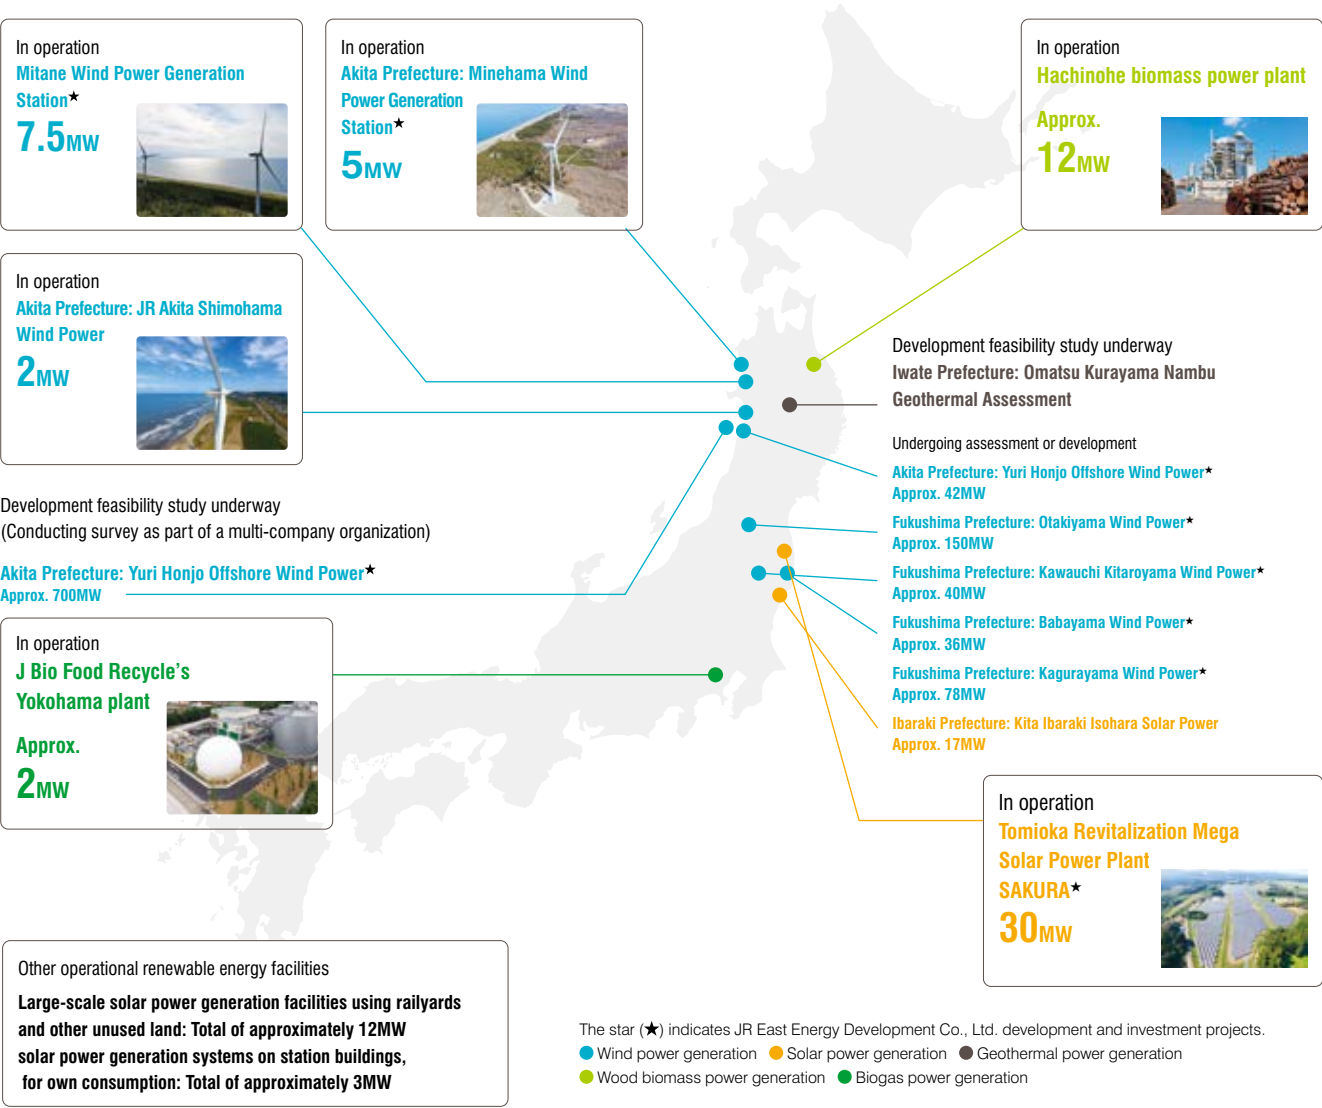 In operation
Mitane Wind Power Generation
Station★
7.5MW
In operation
Akita Prefecture: Minehama Wind
Power Generation
Station★
5MW
In operation
Hachinohe biomass power plant
Approx.
12MW
In operation
Akita Prefecture: JR Akita Shimohama
Wind Power
2MW
Development feasibility study underway
Iwate Prefecture: Omatsu Kurayama Nambu
Geothermal Assessment
Undergoing assessment or development
Akita Prefecture: Yuri Honjo Offshore Wind Power★
Approx. 42MW
Fukushima Prefecture: Otakiyama Wind Power★
Approx. 150MW
Fukushima Prefecture: Kawauchi Kitaroyama Wind Power★
Approx. 40MW
Fukushima Prefecture: Babayama Wind Power★
Approx. 36MW
Fukushima Prefecture: Kagurayama Wind Power★
Approx. 78MW
Ibaraki Prefecture: Kita Ibaraki Isohara Solar Power
Approx. 17MW
Development feasibility study underway
(Conducting survey as part of a multi-company organization)
Akita Prefecture: Yuri Honjo Offshore Wind Power★
Approx. 700MW
In operation
J Bio Food Recycle's
Yokohama plant
Approx.
2MW
In operation
Tomioka Revitalization Mega
Solar Power Plant
SAKURA★
30MW
Other operational renewable energy facilities
Large-scale solar power generation facilities using railyards
and other unused land: Total of approximately 12MW
solar power generation systems on station buildings,
for own consumption: Total of approximately 3MW
The star (★) indicates JR East Energy Development Co., Ltd. development and investment projects.
Wind power generation Solar power generation Geothermal power generation
Wood biomass power generation Biogas power generation